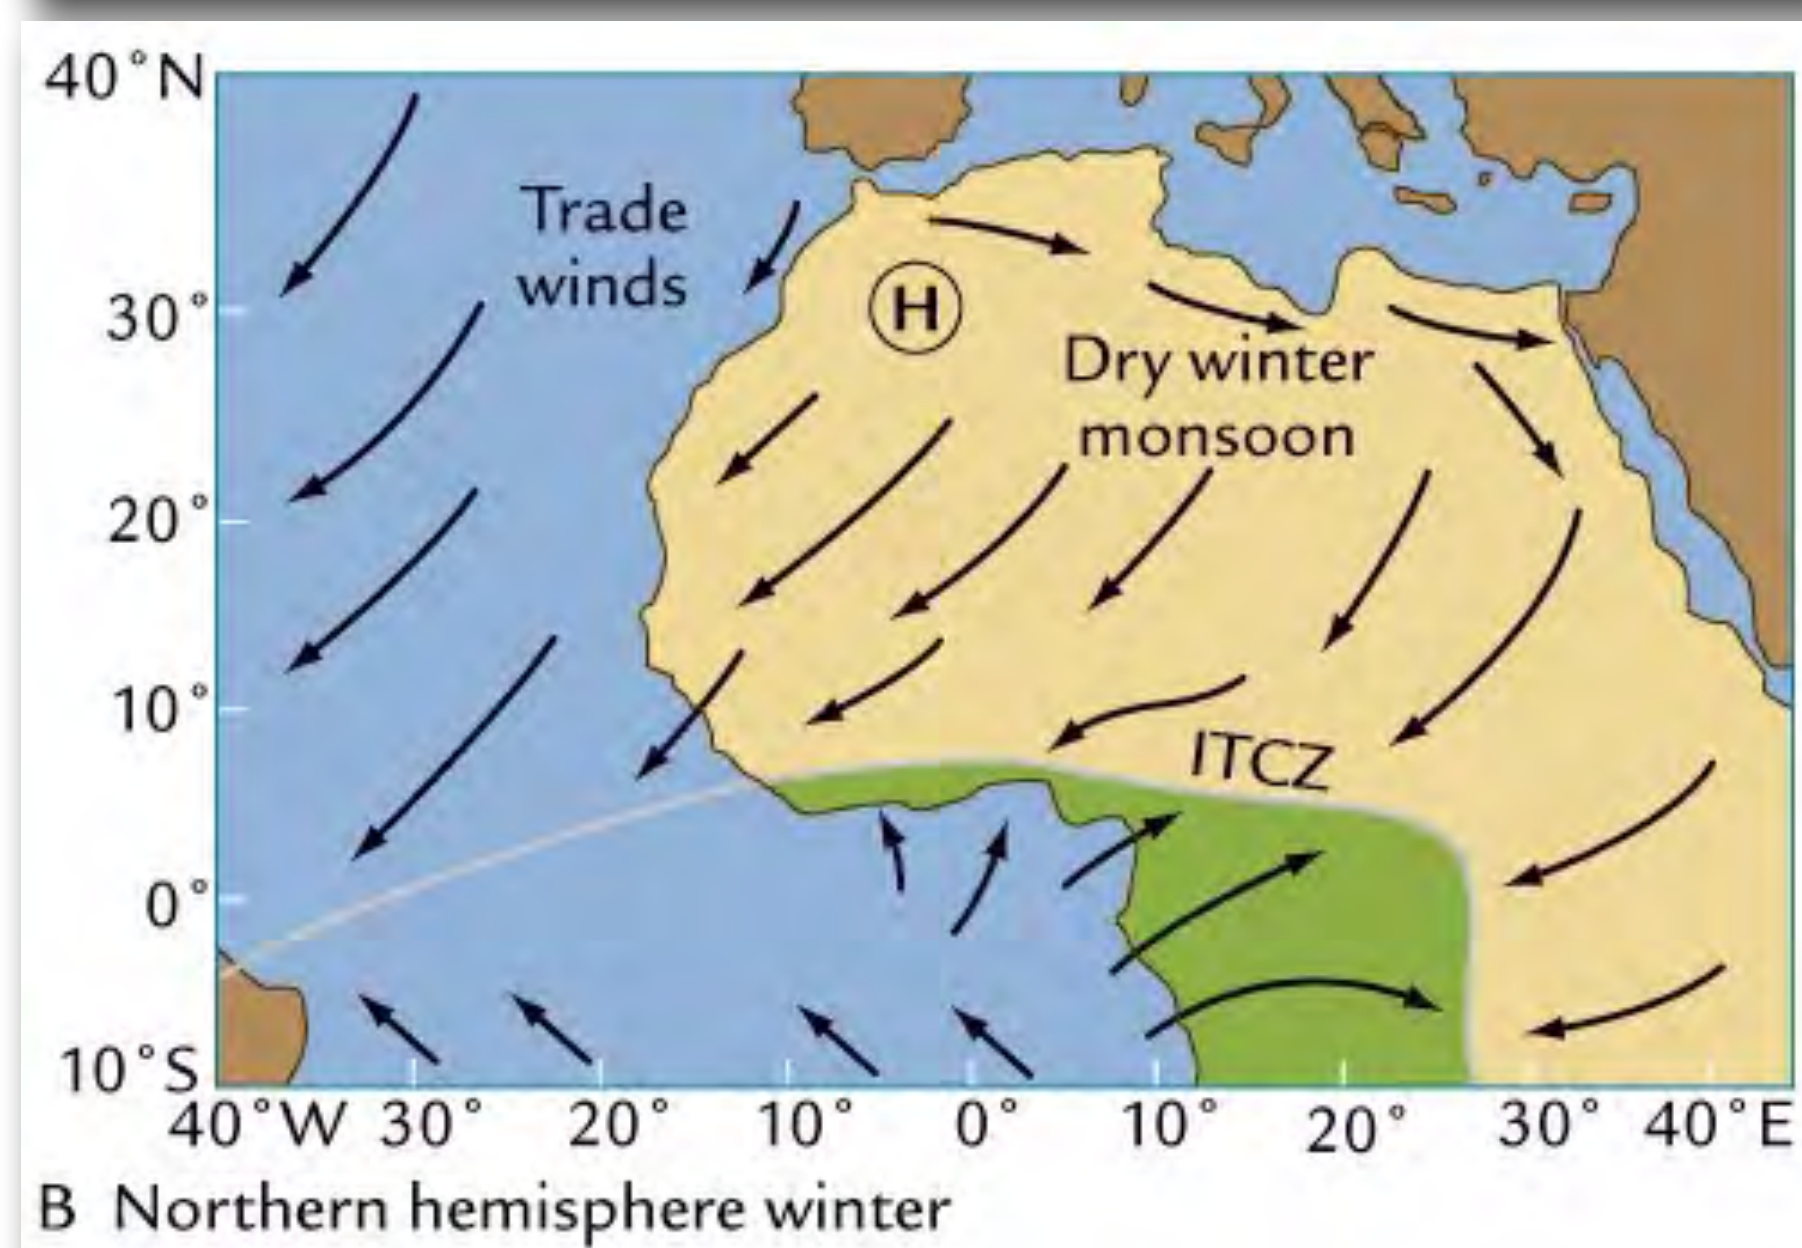 40°N
Trade
winds
30°
H
Dry winter
monsoon
20°
10°
ITCZ
0°
10°S
40°W 30° 20° 10° 0° 10° 20° 30° 40°E
B Northern hemisphere winter